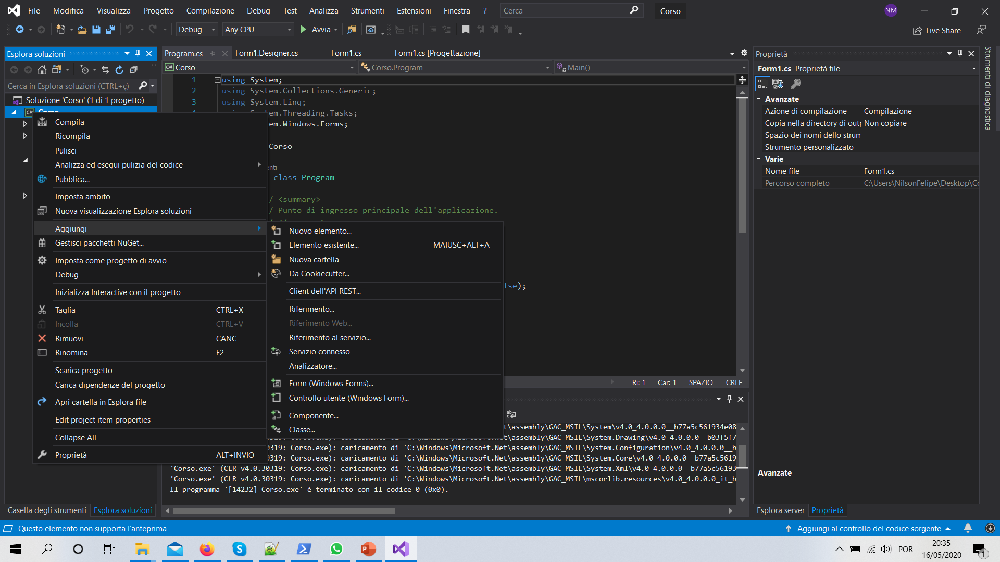 File Modifica Visualizza Progetto Compilazione Debug Test Analizza Strumenti Estensioni Finestra ? Cerca Corso NM
Debug Any CPU Avvia Live Share
Esplora soluzioni
Cerca in Esplora soluzioni (CTRL+ç)
Soluzione 'Corso' (1 di 1 progetto)
Corso
Compila
Ricompila
Pulisci
Analizza ed esegui pulizia del codice
Pubblica...
Imposta ambito
Nuova visualizzazione Esplora soluzioni
Aggiungi
Gestisci pacchetti NuGet...
Imposta come progetto di avvio
Debug
Inizializza Interactive con il progetto
Taglia CTRL+X
Incolla CTRL+V
Rimuovi CANC
Rinomina F2
Scarica progetto
Carica dipendenze del progetto
Apri cartella in Esplora file
Edit project item properties
Collapse All
Proprietà ALT+INVIO
Nuovo elemento...
Elemento esistente... MAIUSC+ALT+A
Nuova cartella
Da Cookiecutter...
Client dell'API REST...
Riferimento...
Riferimento Web...
Riferimento al servizio...
Servizio connesso
Analizzatore...
Form (Windows Forms)...
Controllo utente (Windows Form)...
Componente...
Classe...
Program.cs Form1.Designer.cs Form1.cs Form1.cs [Progettazione]
C# Corso Corso.Program Main()
1 using System;
2 using System.Collections.Generic;
3 using System.Linq;
4 using System.Threading.Tasks;
em.Windows.Forms;
Corso
nti
class Program
/ <summary>
/ Punto di ingresso principale dell'applicazione.
/ </summary>
lse);
Ri: 1 Car: 1 SPAZIO CRLF
t\assembly\GAC_MSIL\System\v4.0_4.0.0.0__b77a5c561934e08
0319: Corso.exe): caricamento di 'C:\Windows\Microsoft.Net\assembly\GAC_MSIL\System.Drawing\v4.0_4.0.0.0__b03f5f7
0319: Corso.exe): caricamento di 'C:\Windows\Microsoft.Net\assembly\GAC_MSIL\System.Configuration\v4.0_4.0.0.0__b
0319: Corso.exe): caricamento di 'C:\Windows\Microsoft.Net\assembly\GAC_MSIL\System.Core\v4.0_4.0.0.0__b77a5c5619
'Corso.exe' (CLR v4.0.30319: Corso.exe): caricamento di 'C:\Windows\Microsoft.Net\assembly\GAC_MSIL\System.Xml\v4.0_4.0.0.0__b77a5c56193
'Corso.exe' (CLR v4.0.30319: Corso.exe): caricamento di 'C:\Windows\Microsoft.Net\assembly\GAC_MSIL\mscorlib.resources\v4.0_4.0.0.0_it_b
Il programma '[14232] Corso.exe' è terminato con il codice 0 (0x0).
Proprietà
Form1.cs Proprietà file
Avanzate
Azione di compilazione Compilazione
Copia nella directory di outp Non copiare
Spazio dei nomi dello strum
Strumento personalizzato
Varie
Nome file Form1.cs
Percorso completo C:\Users\NilsonFelipe\Desktop\Co
Avanzate
Strumenti di diagnostica
Casella degli strumenti Esplora soluzioni
Esplora server Proprietà
Questo elemento non supporta l'anteprima
Aggiungi al controllo del codice sorgente
POR
20:35
16/05/2020
1